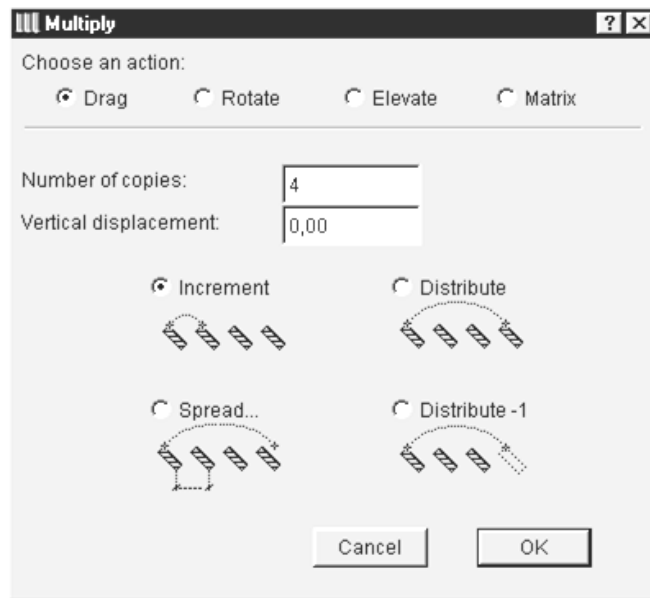 Multiply
Choose an action:
Drag Rotate Elevate Matrix
Number of copies: 4
Vertical displacement: 0,00
Increment Distribute
Spread... Distribute -1
Cancel OK